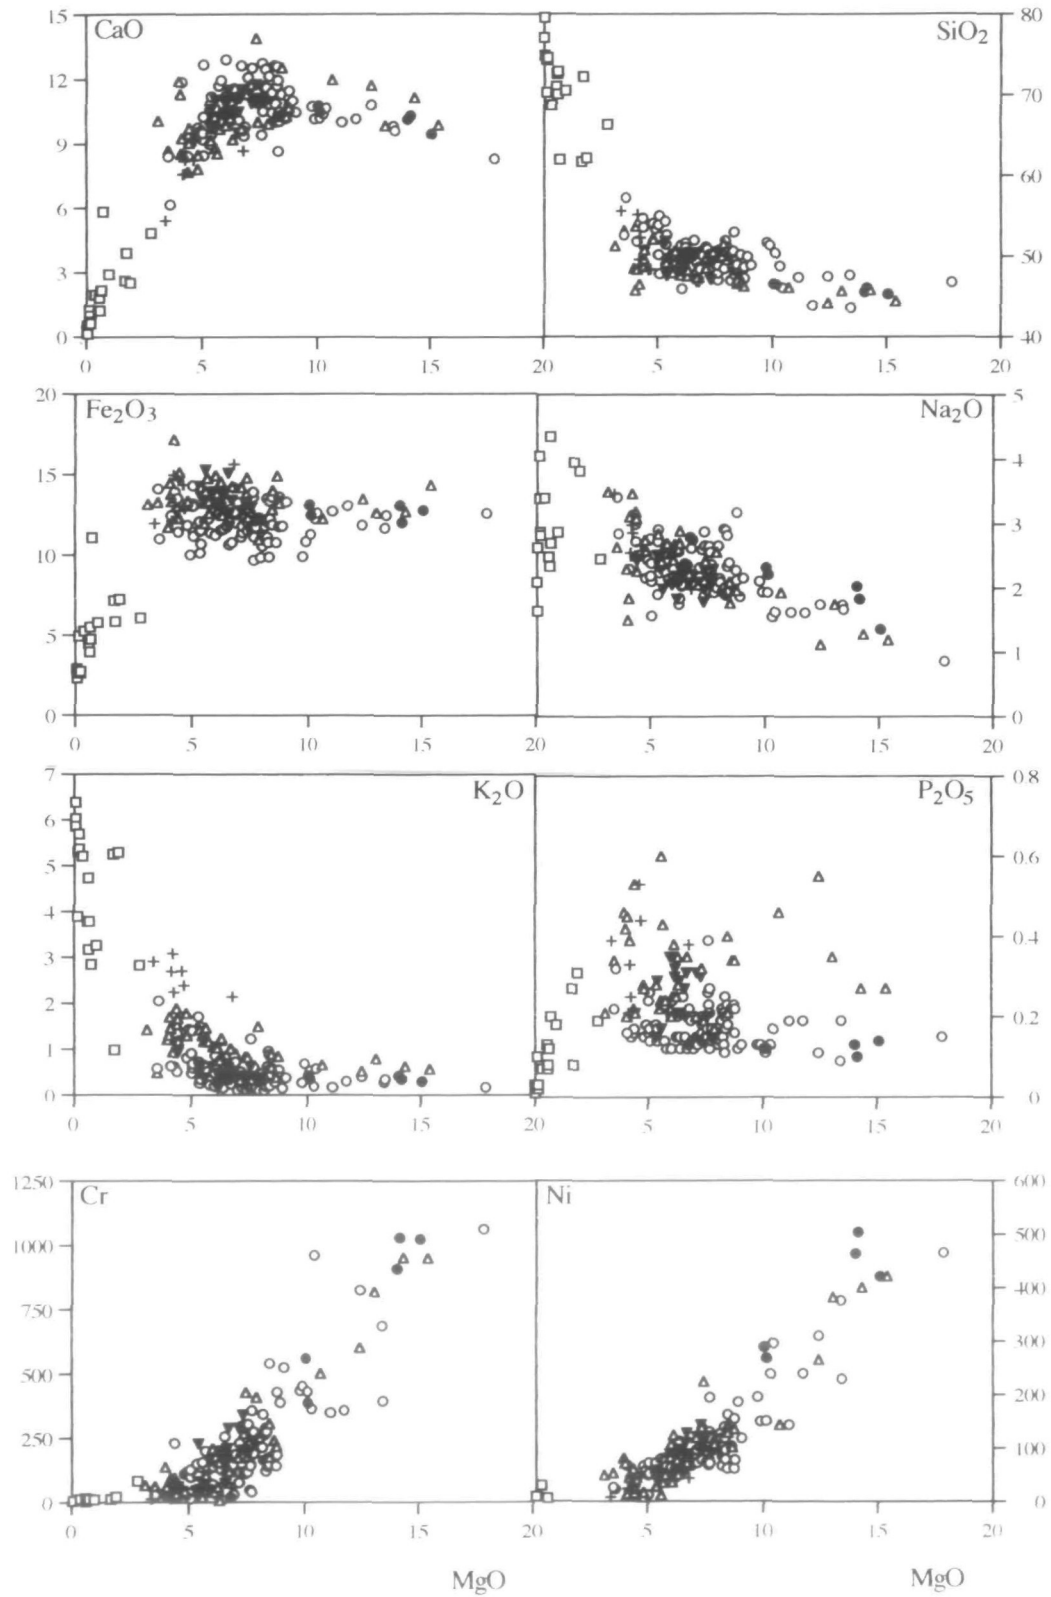 15 CaO SiO2 80
12 70
9 60
6
3 50
0 40
0 5 10 15 20 5 10 15 20
20 Fe2O3 Na2O 5
15 4
10 3
5 2
1
0 0
0 5 10 15 20 5 10 15 20
7 K2O P2O5 0.8
6
5 0.6
4
3 0.4
2 0.2
1
0 0
0 5 10 15 20 5 10 15 20
1250 Cr Ni 600
1000 500
750 400
500 300
250 200
100
0 0
0 5 10 15 20 5 10 15 20
MgO MgO